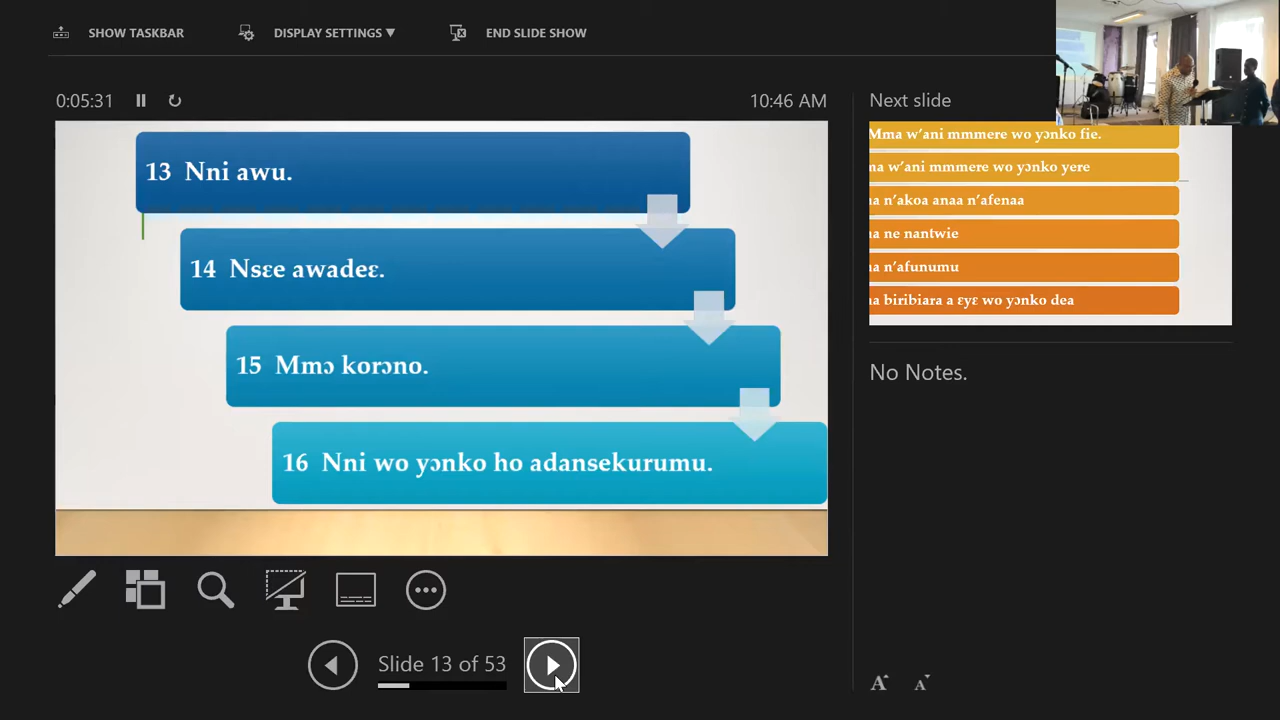 SHOW TASKBAR
DISPLAY SETTINGS ▼
END SLIDE SHOW
0:05:31
10:46 AM
13 Nni awu.
14 Nsɛe awadeɛ.
15 Mmɔ korɔno.
16 Nni wo yɔnko ho adansekurumu.
Next slide
Mma w'ani mmmere wo yɔnko fie.
w'ani mmmere wo yɔnko yere
n'akoa anaa n'afenaa
ne nantwie
n'afunumu
biribiara a ɛyɛ wo yɔnko dea
No Notes.
Slide 13 of 53
A A